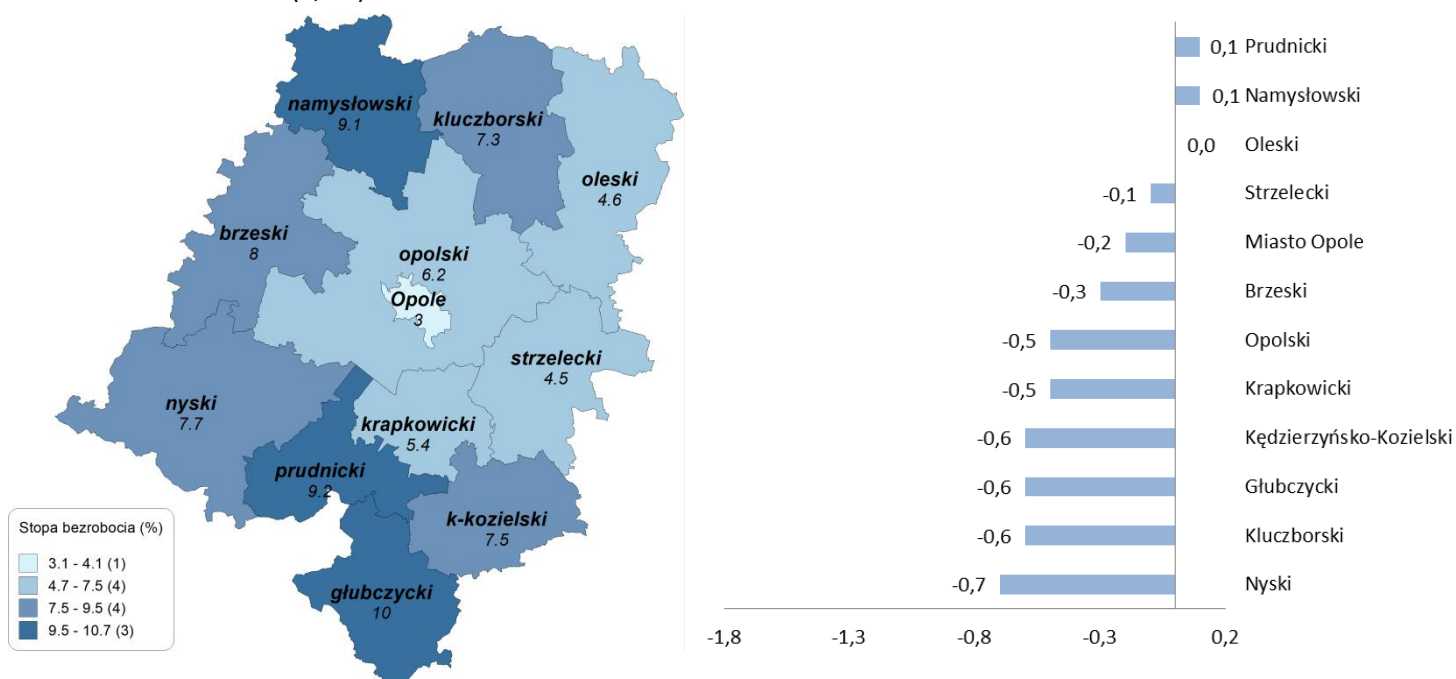 namysłowski
9.1
kluczborski
7.3
oleski
4.6
brzeski
8
opolski
6.2
Opole
3
strzelecki
4.5
nyski
7.7
krapkowicki
5.4
prudnicki
9.2
k-kozielski
7.5
głubczycki
10
Stopa bezrobocia (%)
3.1 - 4.1 (1)
4.7 - 7.5 (4)
7.5 - 9.5 (4)
9.5 - 10.7 (3)
0,1 Prudnicki
0,1 Namysłowski
0,0 Oleski
-0,1 Strzelecki
-0,2 Miasto Opole
-0,3 Brzeski
-0,5 Opolski
-0,5 Krapkowicki
-0,6 Kędzierzyńsko-Kozielski
-0,6 Głubczycki
-0,6 Kluczborski
-0,7 Nyski
-1,8 -1,3 -0,8 -0,3 0,2